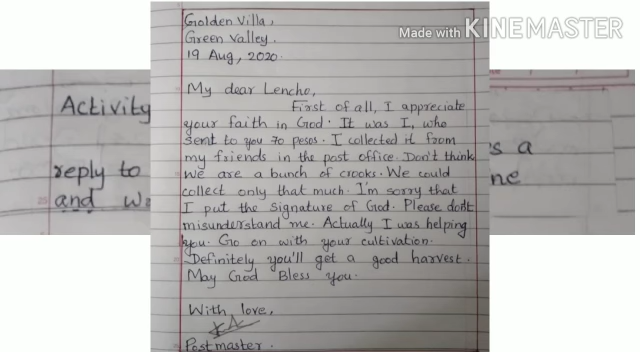 Golden Villa,
Green Valley.
19 Aug, 2020.
Made with KINEMASTER
My dear Lencho,
First of all, I appreciate
your faith in God. It was I, who
sent to you 70 pesos. I collected it from
my friends in the post office. Don't think
we are a bunch of crooks. We could
collect only that much. I'm sorry that
I put the signature of God. Please don't
misunderstand me. Actually I was helping
you. Go on with your cultivation.
Definitely you'll get a good harvest.
May God Bless you.
With love,
Postmaster.
Activity
reply to
and
a